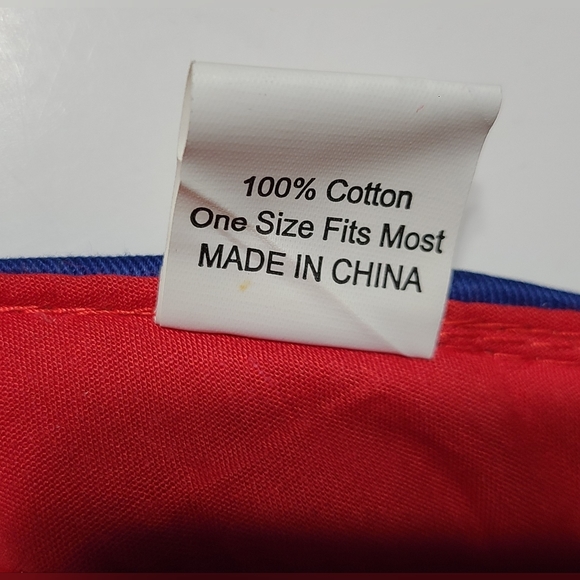 100% Cotton
One Size Fits Most
MADE IN CHINA